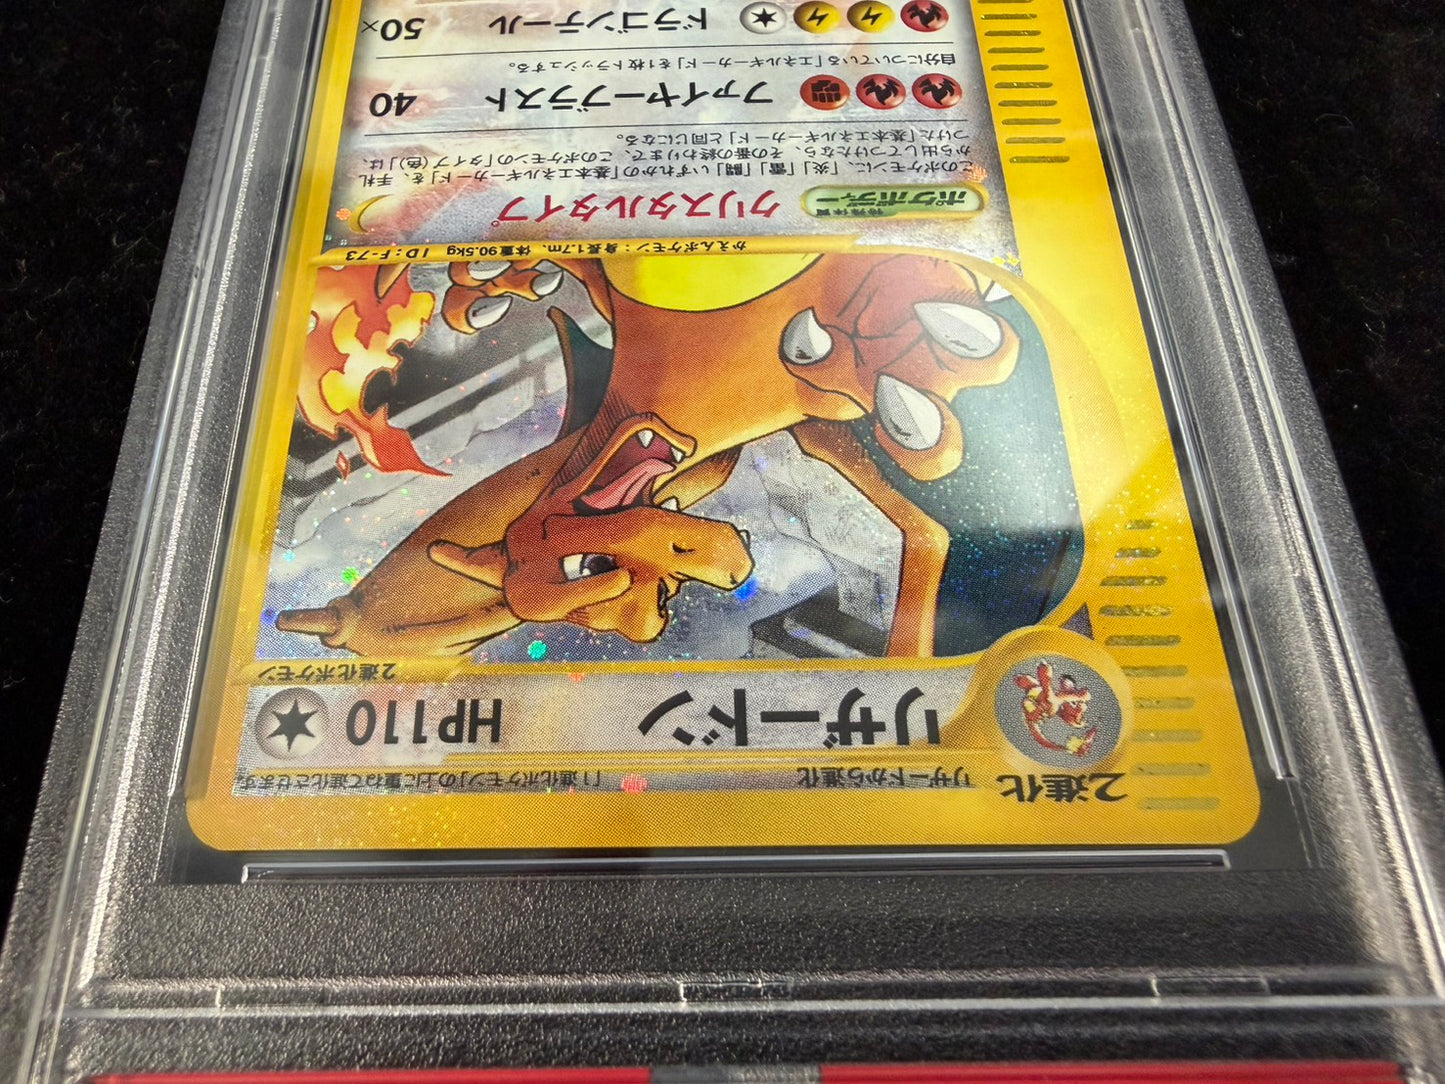 2進化
リザードから進化
「1進化ポケモン」の上に重ねて進化させます
リザードン
HP110
2進化ポケモン
かえんポケモン：身長1.7m、体重90.5kg
ID:F-73
特殊体質
ポケボディー
クリスタルタイプ
このポケモンに、「炎」「雷」「闘」いずれかの「基本エネルギーカード」を、手札
から出してつけたなら、その番の終わりまで、このポケモンの「タイプ(色)」は、
つけた「基本エネルギーカード」と同じになる。
ファイヤーブラスト
40
自分についている「エネルギーカード」を1枚トラッシュする。
ドラゴンテール
50×